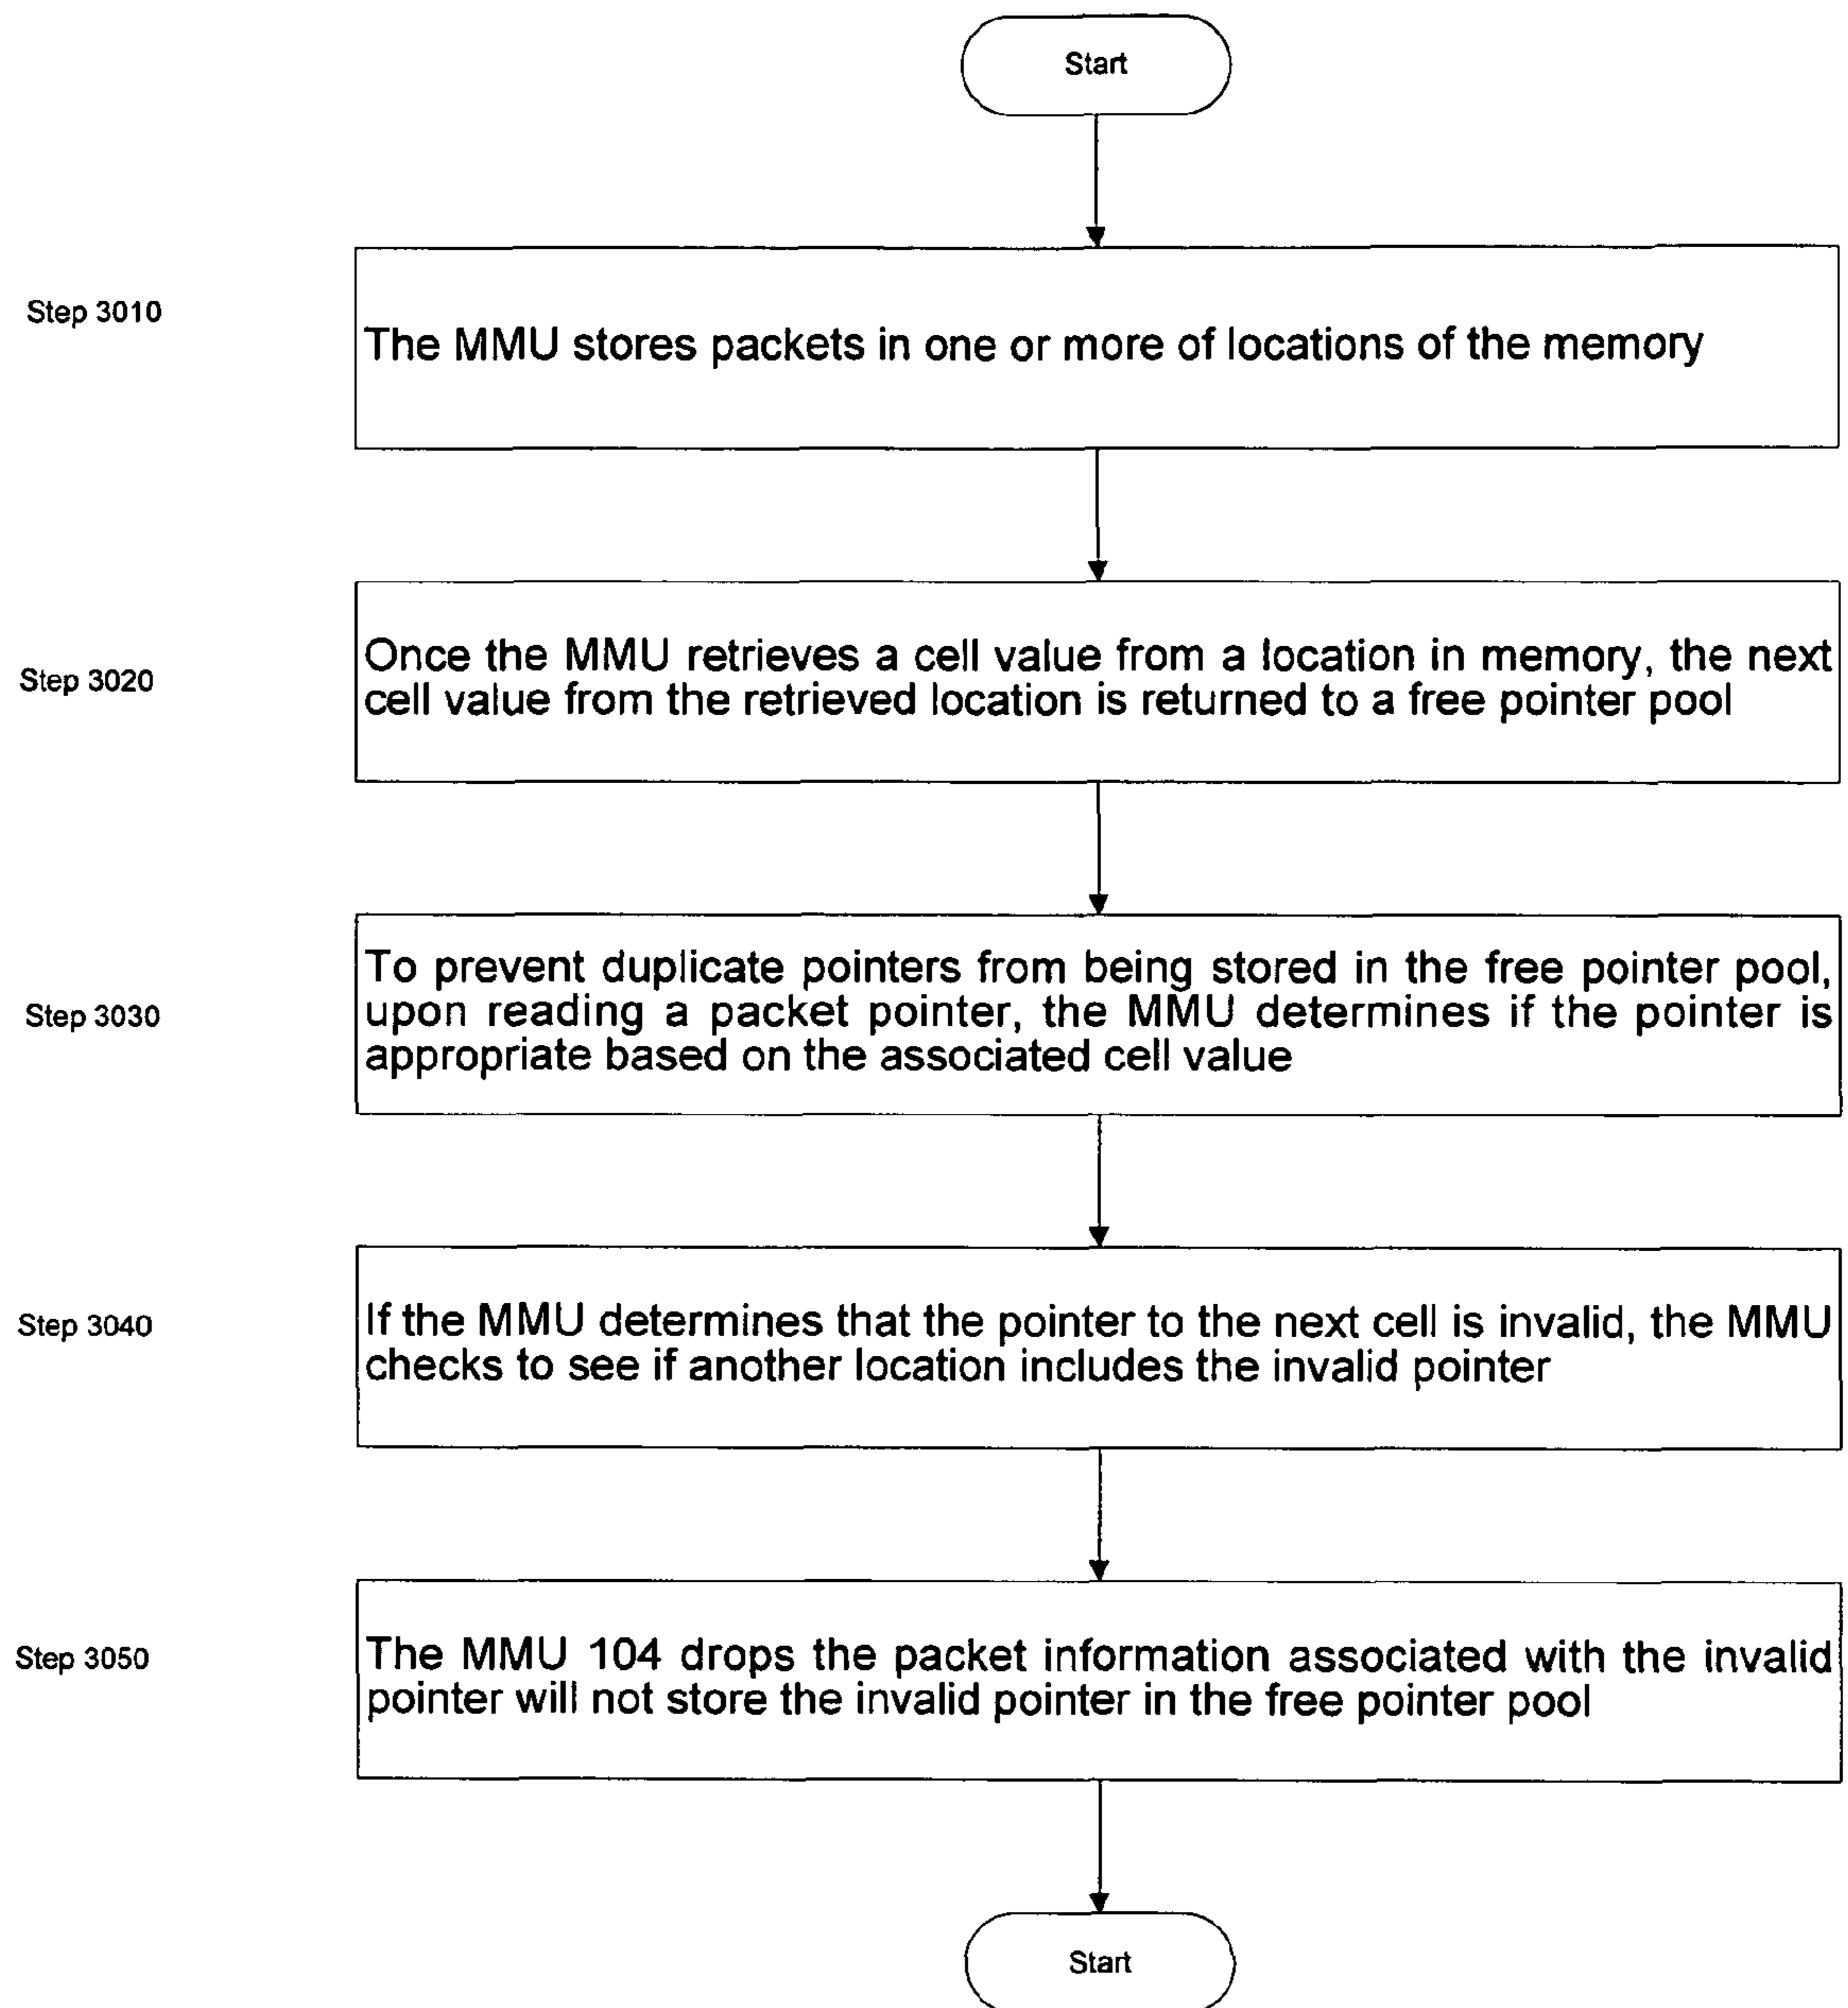 Start
Step 3010
The MMU stores packets in one or more of locations of the memory
Step 3020
Once the MMU retrieves a cell value from a location in memory, the next
cell value from the retrieved location is returned to a free pointer pool
Step 3030
To prevent duplicate pointers from being stored in the free pointer pool,
upon reading a packet pointer, the MMU determines if the pointer is
appropriate based on the associated cell value
Step 3040
If the MMU determines that the pointer to the next cell is invalid, the MMU
checks to see if another location includes the invalid pointer
Step 3050
The MMU 104 drops the packet information associated with the invalid
pointer will not store the invalid pointer in the free pointer pool
Start